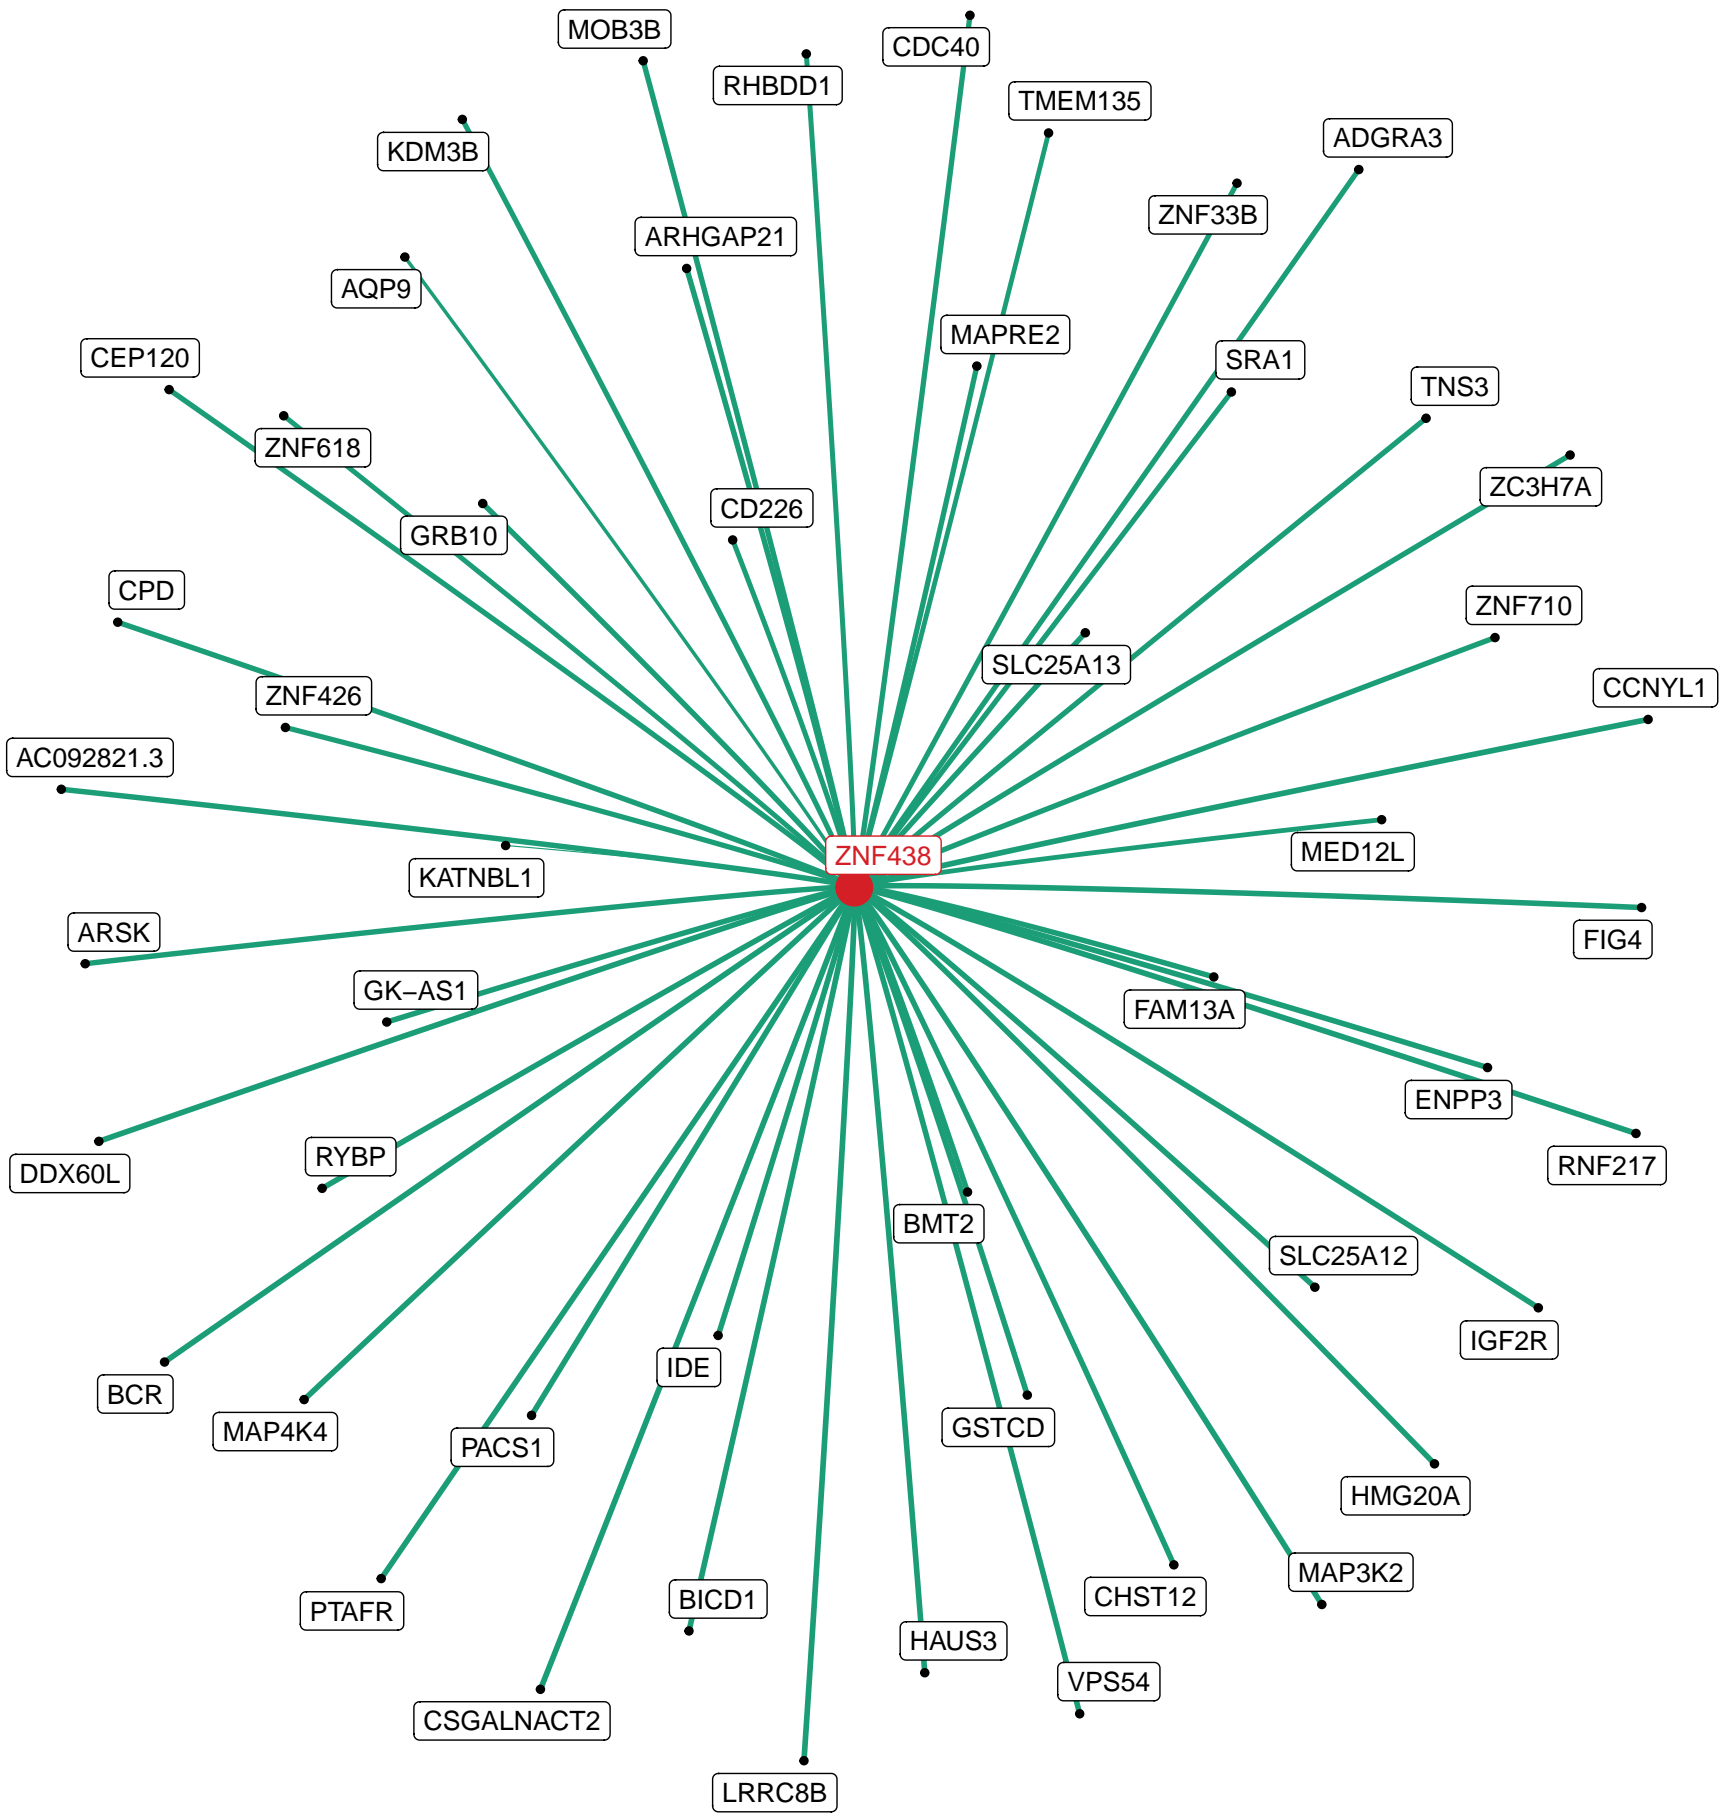 MOB3B
CDC40
RHBDD1
TMEM135
ADGRA3
KDM3B
ZNF33B
ARHGAP21
AQP9
MAPRE2
CEP120
SRA1
TNS3
ZNF618
ZC3H7A
CD226
GRB10
CPD
ZNF710
SLC25A13
CCNYL1
ZNF426
AC092821.3
ZNF438
MED12L
KATNBL1
ARSK
FIG4
GK−AS1
FAM13A
ENPP3
RYBP
RNF217
DDX60L
BMT2
SLC25A12
IGF2R
IDE
BCR
GSTCD
MAP4K4
PACS1
HMG20A
MAP3K2
CHST12
BICD1
PTAFR
HAUS3
VPS54
CSGALNACT2
LRRC8B